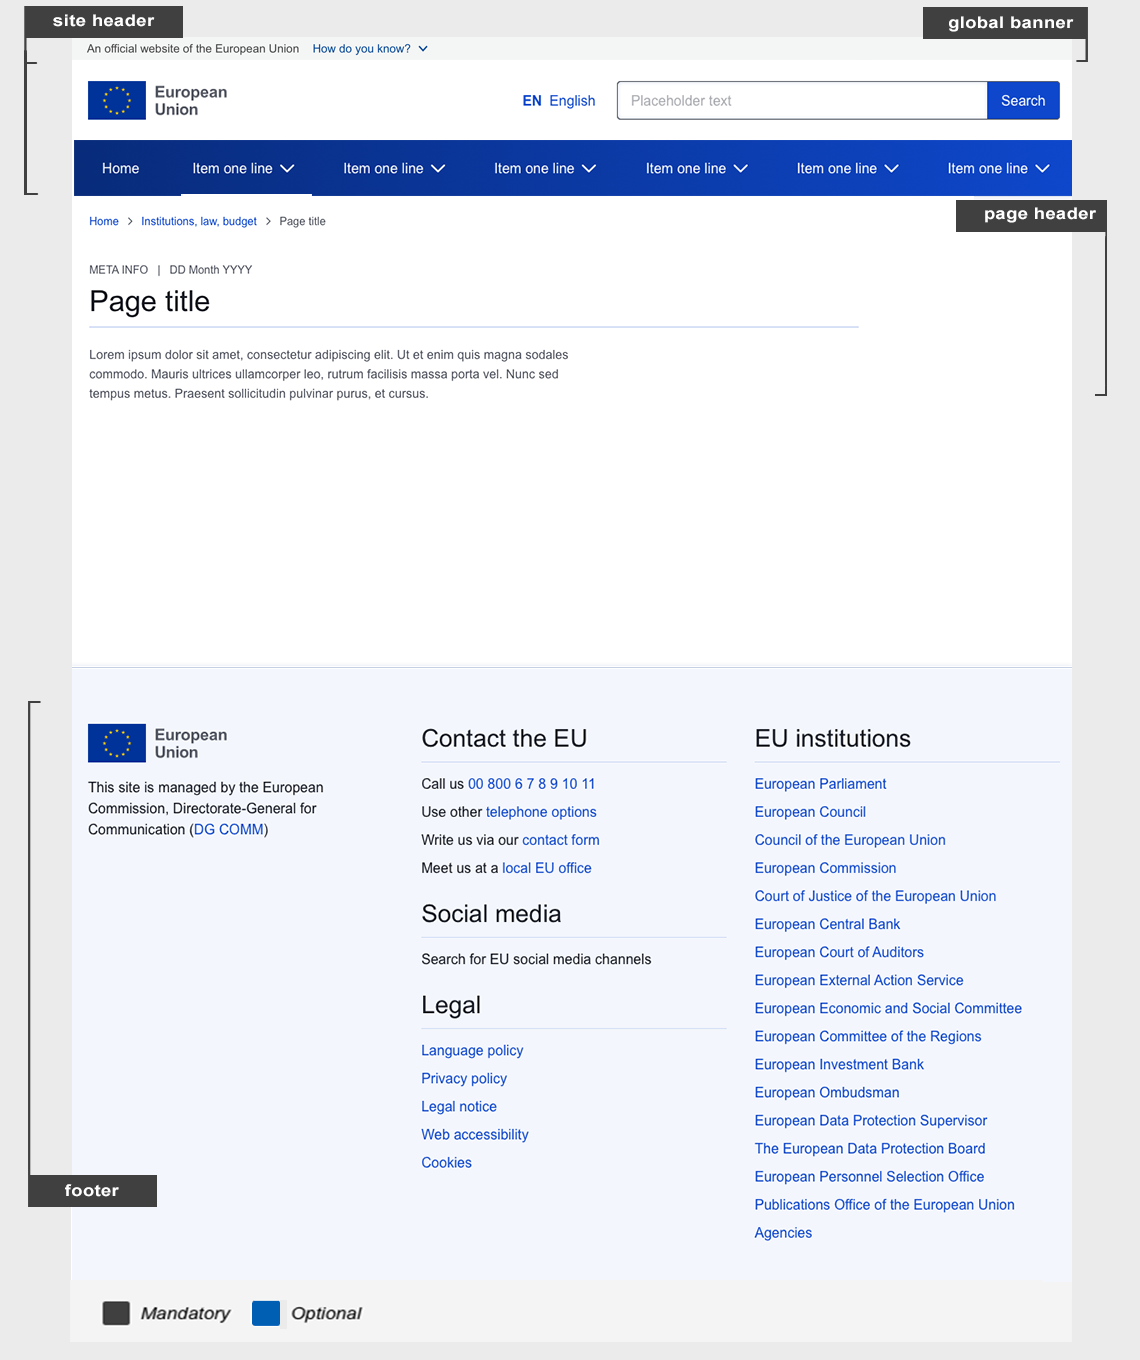 site header
global banner
An official website of the European Union How do you know?
European
Union
EN English
Placeholder text
Search
Home Item one line Item one line Item one line Item one line Item one line Item one line
page header
Home > Institutions, law, budget > Page title
META INFO | DD Month YYYY
Page title
Lorem ipsum dolor sit amet, consectetur adipiscing elit. Ut et enim quis magna sodales
commodo. Mauris ultrices ullamcorper leo, rutrum facilisis massa porta vel. Nunc sed
tempus metus. Praesent sollicitudin pulvinar purus, et cursus.
European
Union
This site is managed by the European
Commission, Directorate-General for
Communication (DG COMM)
Contact the EU
Call us 00 800 6 7 8 9 10 11
Use other telephone options
Write us via our contact form
Meet us at a local EU office
Social media
Search for EU social media channels
Legal
Language policy
Privacy policy
Legal notice
Web accessibility
Cookies
EU institutions
European Parliament
European Council
Council of the European Union
European Commission
Court of Justice of the European Union
European Central Bank
European Court of Auditors
European External Action Service
European Economic and Social Committee
European Committee of the Regions
European Investment Bank
European Ombudsman
European Data Protection Supervisor
The European Data Protection Board
European Personnel Selection Office
Publications Office of the European Union
Agencies
footer
Mandatory Optional